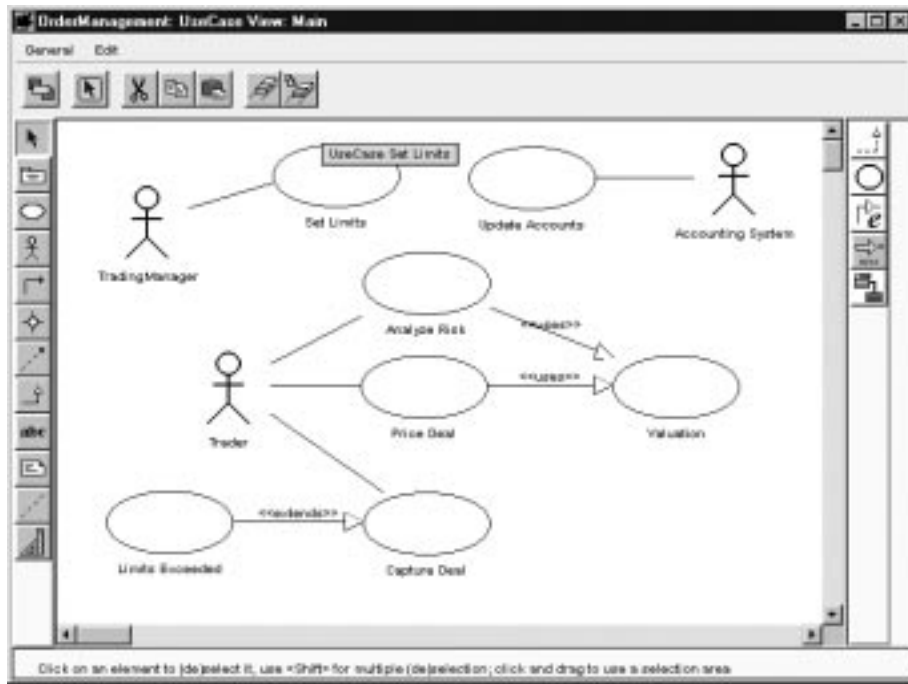 OrderManagement: UseCase View: Main
General Edit
UseCase Set Limits
Set Limits
Update Accounts
Accounting System
TradingManager
Analyze Risk
<<uses>>
abc
Trader
Price Deal
<<uses>>
Valuation
<<extends>>
Limits Exceeded
Capture Deal
Click on an element to (de)select it, use <Shift> for multiple (de)selection; click and drag to use a selection area